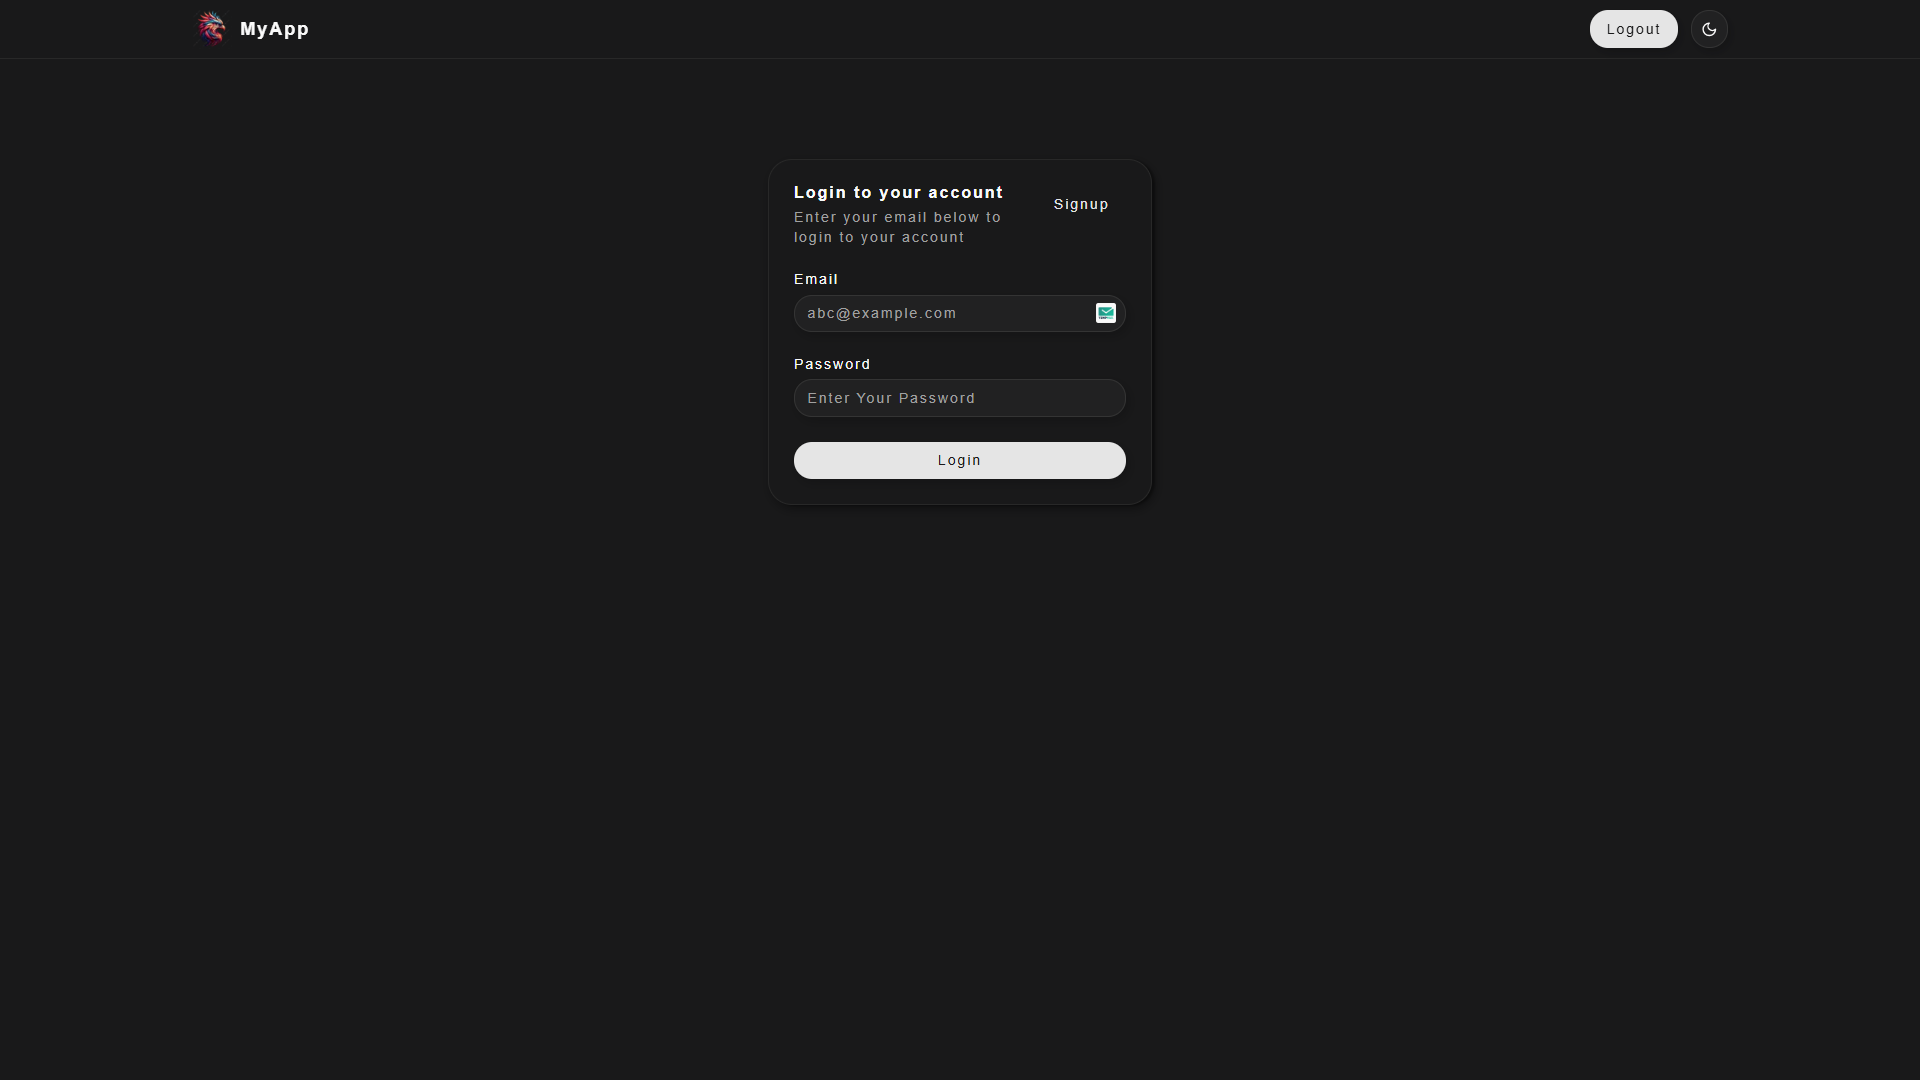 MyApp
Logout
Login to your account
Signup
Enter your email below to
login to your account
Email
abc@example.com
Password
Enter Your Password
Login